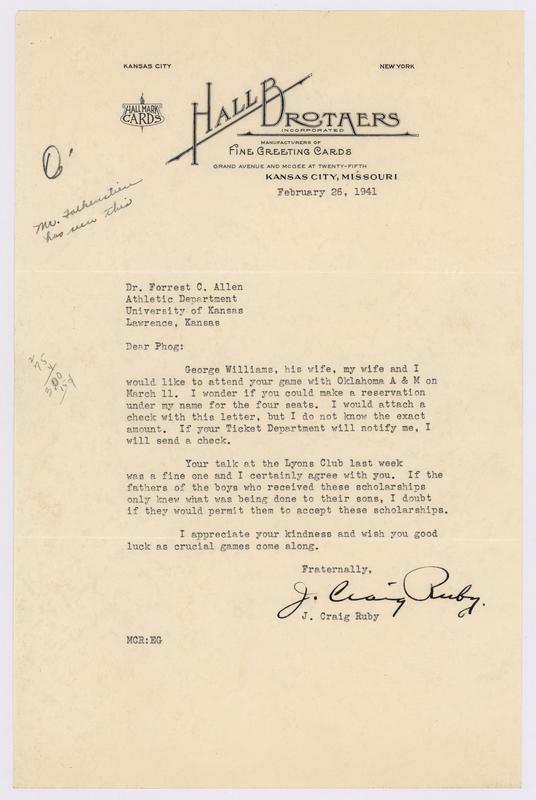 KANSAS CITY
NEW YORK
HALLMARK
CARDS
HALL BROTHERS
INCORPORATED
MANUFACTURERS OF
FINE GREETING CARDS
GRAND AVENUE AND MCGEE AT TWENTY-FIFTH
KANSAS CITY, MISSOURI
February 26, 1941
Mr. Falkenstien
has seen this
Dr. Forrest C. Allen
Athletic Department
University of Kansas
Lawrence, Kansas
Dear Phog:
George Williams, his wife, my wife and I
would like to attend your game with Oklahoma A & M on
March 11. I wonder if you could make a reservation
under my name for the four seats. I would attach a
check with this letter, but I do not know the exact
amount. If your Ticket Department will notify me, I
will send a check.
Your talk at the Lyons Club last week
was a fine one and I certainly agree with you. If the
fathers of the boys who received these scholarships
only knew what was being done to their sons, I doubt
if they would permit them to accept these scholarships.
I appreciate your kindness and wish you good
luck as crucial games come along.
Fraternally,
J. Craig Ruby.
J. Craig Ruby
MCR:EG